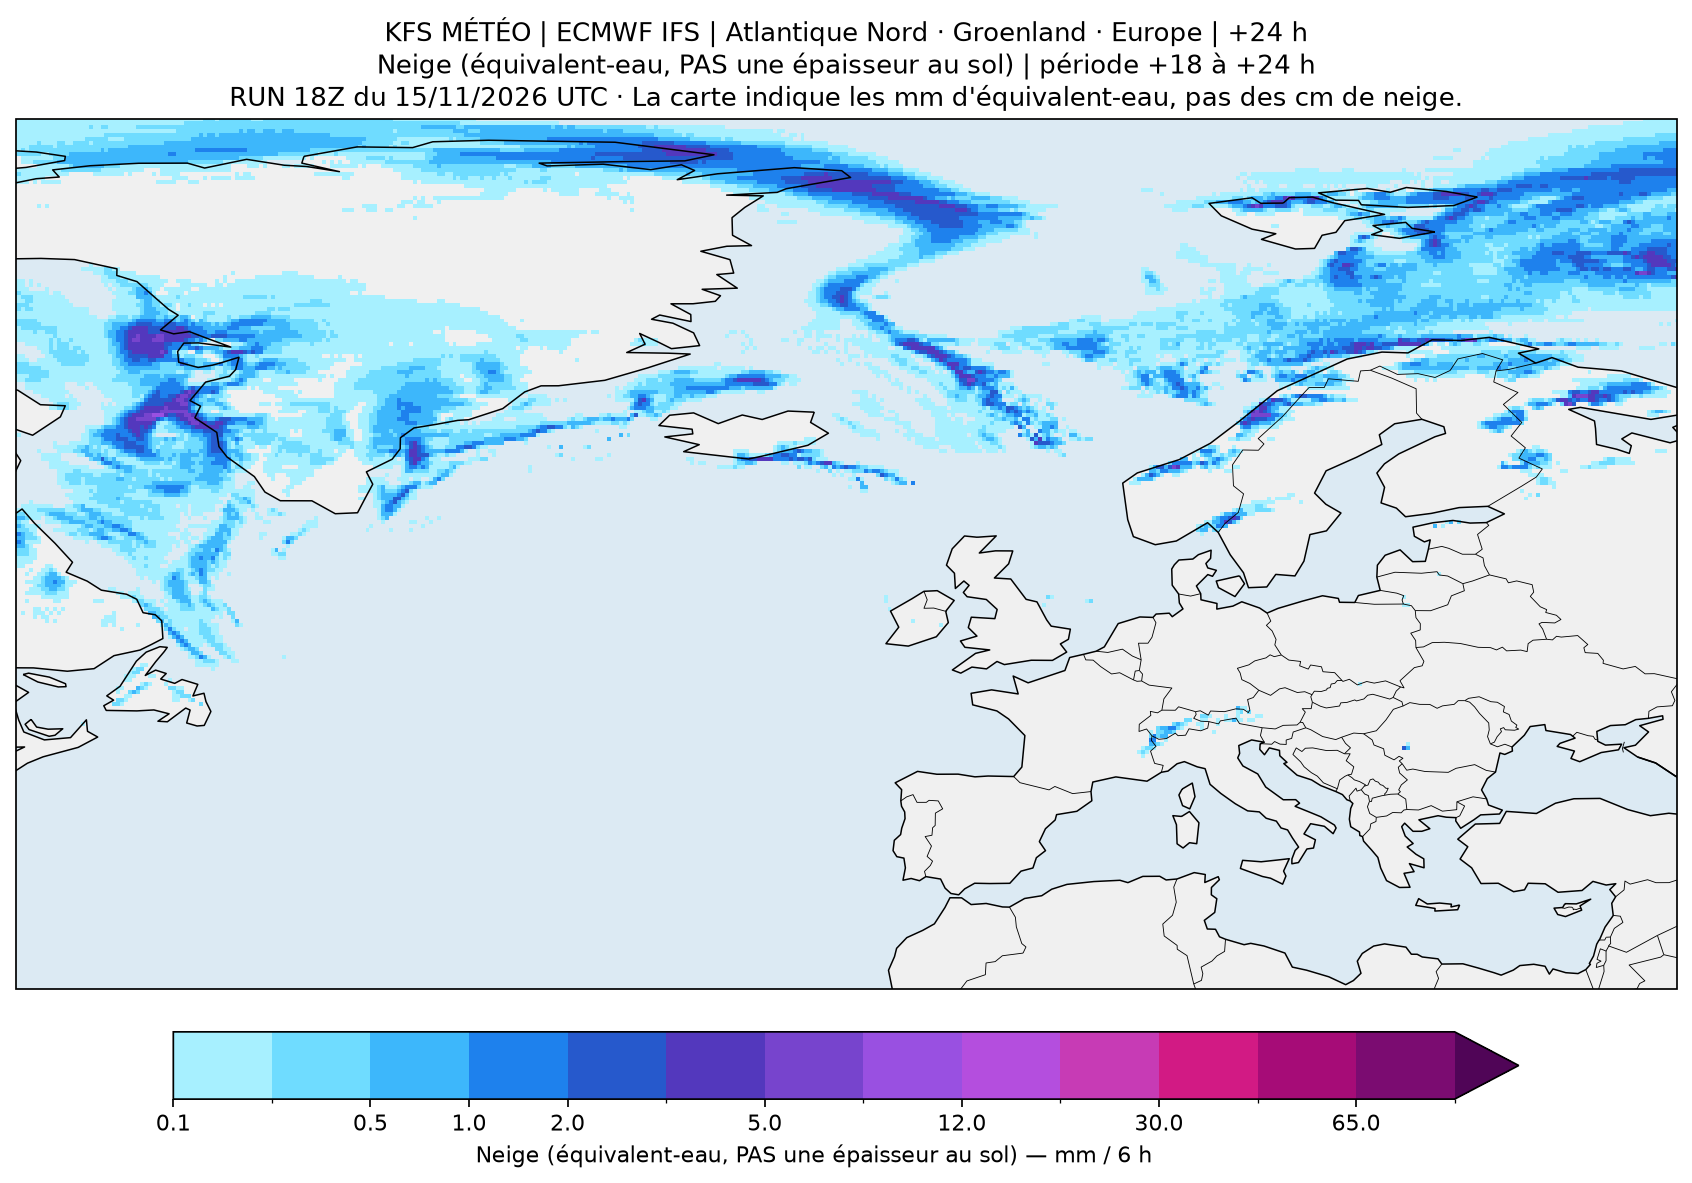 KFS MÉTÉO | ECMWF IFS | Atlantique Nord · Groenland · Europe | +24 h
Neige (équivalent-eau, PAS une épaisseur au sol) | période +18 à +24 h
RUN 18Z du 15/11/2026 UTC · La carte indique les mm d'équivalent-eau, pas des cm de neige.
0.1 0.5 1.0 2.0 5.0 12.0 30.0 65.0
Neige (équivalent-eau, PAS une épaisseur au sol) — mm / 6 h